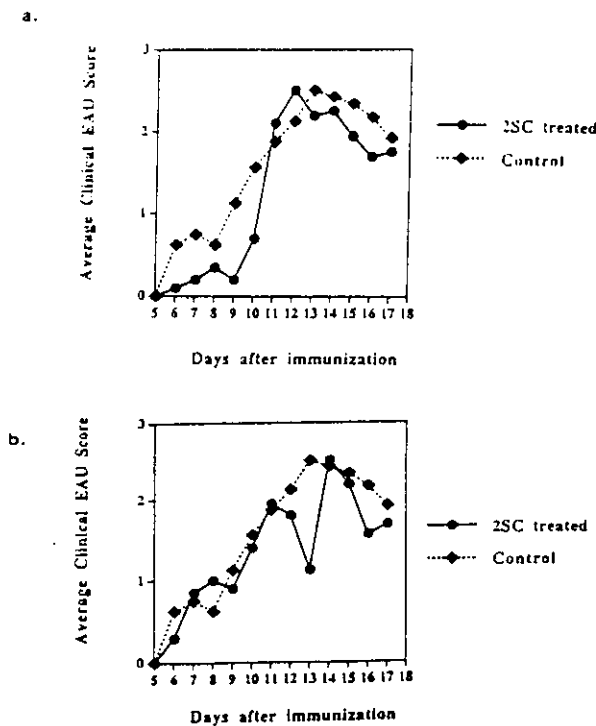 a.
Average Clinical EAU Score
3
2
1
0
5 6 7 8 9 10 11 12 13 14 15 16 17 18
Days after immunization
2SC treated
Control
b.
Average Clinical EAU Score
3
2
1
0
5 6 7 8 9 10 11 12 13 14 15 16 17 18
Days after immunization
2SC treated
Control